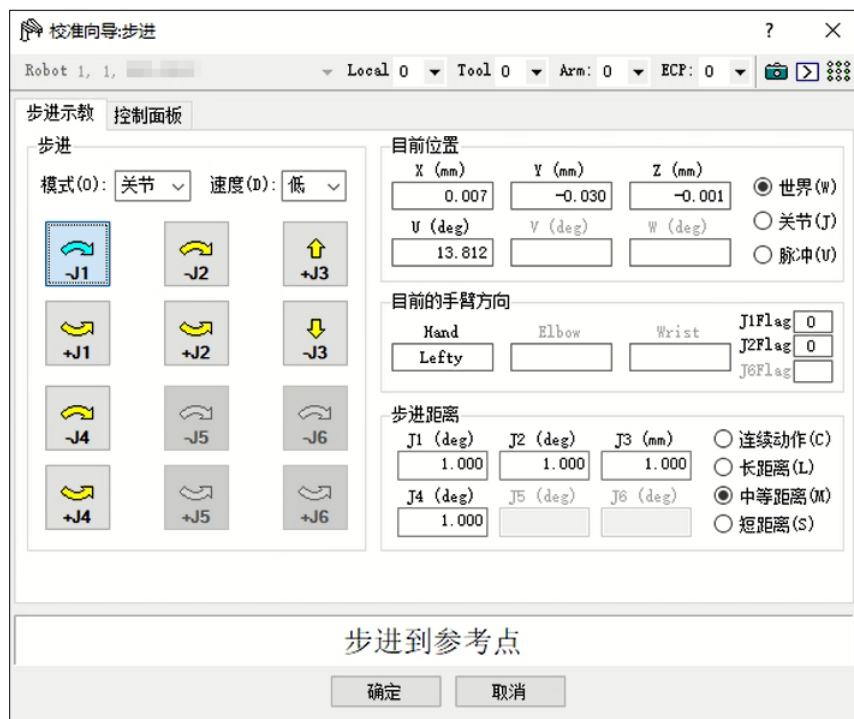 校准向导:步进
?
Robot 1, 1,
Local 0 Tool 0 Arm: 0 ECP: 0
步进示教 控制面板
步进
模式(O): 关节 速度(D): 低
-J1 -J2 +J3
+J1 +J2 -J3
-J4 -J5 -J6
+J4 +J5 +J6
目前位置
X (mm) Y (mm) Z (mm)
0.007 -0.030 -0.001
U (deg) V (deg) W (deg)
13.812
世界(W)
关节(J)
脉冲(U)
目前的手臂方向
Hand Elbow Wrist
Lefty
J1Flag 0
J2Flag 0
J6Flag
步进距离
J1 (deg) J2 (deg) J3 (mm)
1.000 1.000 1.000
J4 (deg) J5 (deg) J6 (deg)
1.000
连续动作(C)
长距离(L)
中等距离(M)
短距离(S)
步进到参考点
确定 取消